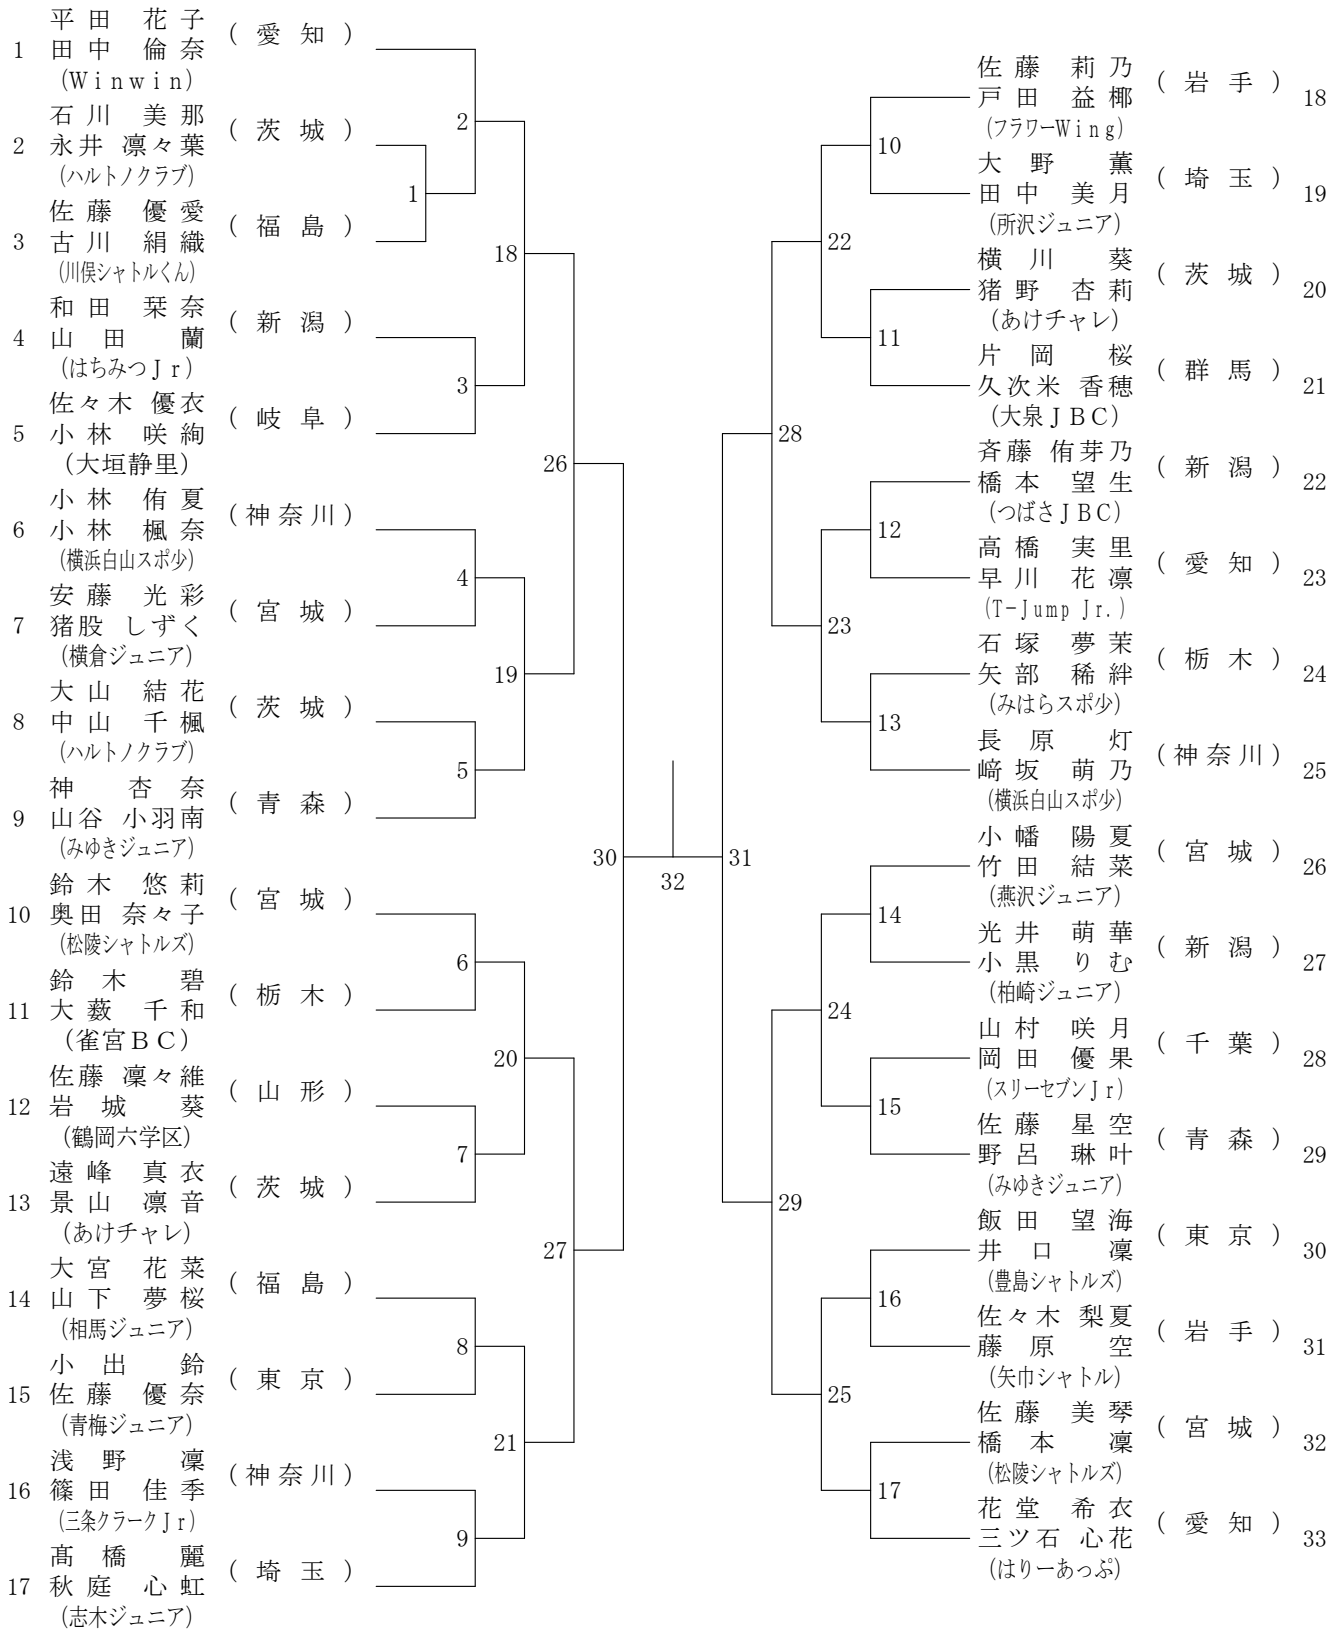 平田 花子
1 田中 倫奈 (愛知)
(Winwin)
石川 美那
2 永井 凛々葉 (茨城)
(ハルトノクラブ)
佐藤 優愛
3 古川 絹織 (福島)
(川俣シャトルくん)
和田 栞奈
4 山田 蘭 (新潟)
(はちみつJr)
佐々木 優衣
5 小林 咲絢 (岐阜)
(大垣静里)
小林 侑夏
6 小林 楓奈 (神奈川)
(横浜白山スポ少)
安藤 光彩
7 猪股 しずく (宮城)
(横倉ジュニア)
大山 結花
8 中山 千楓 (茨城)
(ハルトノクラブ)
神 杏奈
9 山谷 小羽南 (青森)
(みゆきジュニア)
鈴木 悠莉
10 奥田 奈々子 (宮城)
(松陵シャトルズ)
鈴木 碧
11 大薮 千和 (栃木)
(雀宮BC)
佐藤 凜々維
12 岩城 葵 (山形)
(鶴岡六学区)
遠峰 真衣
13 景山 凛音 (茨城)
(あけチャレ)
大宮 花菜
14 山下 夢桜 (福島)
(相馬ジュニア)
小出 鈴
15 佐藤 優奈 (東京)
(青梅ジュニア)
浅野 凜
16 篠田 佳季 (神奈川)
(三条クラークJr)
髙橋 麗
17 秋庭 心虹 (埼玉)
(志木ジュニア)
1
2
3
4
5
6
7
8
9
18
19
20
21
26
27
30
32
31
28
29
22
23
24
25
10
11
12
13
14
15
16
17
佐藤 莉乃
戸田 益椰 (岩手) 18
(フラワーWing)
大野 薫
田中 美月 (埼玉) 19
(所沢ジュニア)
横川 葵
猪野 杏莉 (茨城) 20
(あけチャレ)
片岡 桜
久次米 香穂 (群馬) 21
(大泉JBC)
斉藤 侑芽乃
橋本 望生 (新潟) 22
(つばさJBC)
高橋 実里
早川 花凛 (愛知) 23
(T-Jump Jr.)
石塚 夢茉
矢部 稀絆 (栃木) 24
(みはらスポ少)
長原 灯
﨑坂 萌乃 (神奈川) 25
(横浜白山スポ少)
小幡 陽夏
竹田 結菜 (宮城) 26
(燕沢ジュニア)
光井 萌華
小黒 りむ (新潟) 27
(柏崎ジュニア)
山村 咲月
岡田 優果 (千葉) 28
(スリーセブンJr)
佐藤 星空
野呂 琳叶 (青森) 29
(みゆきジュニア)
飯田 望海
井口 凜 (東京) 30
(豊島シャトルズ)
佐々木 梨夏
藤原 空 (岩手) 31
(矢巾シャトル)
佐藤 美琴
橋本 凜 (宮城) 32
(松陵シャトルズ)
花堂 希衣
三ツ石 心花 (愛知) 33
(はりーあっぷ)